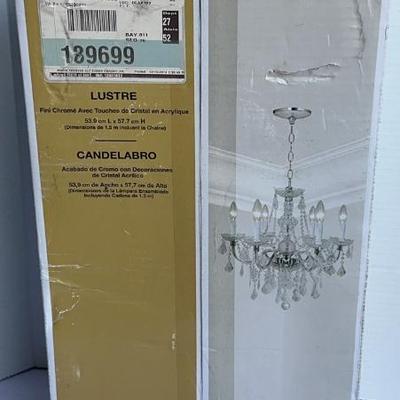 Dept
27
Aisle
52
BAY 011
189699
LUSTRE
Fini Chromé Avec Touches de Cristal en Acrylique
53,9 cm L x 57,7 cm H
(Dimensions de 1,5 m incluant la Chaîne)
CANDELABRO
Acabado de Cromo con Decoraciones
de Cristal Acrílico
53,9 cm de Ancho x 57,7 cm de Alto
(Dimensiones de la Lámpara Ensamblada
Incluyendo Cadena de 1,5 m)